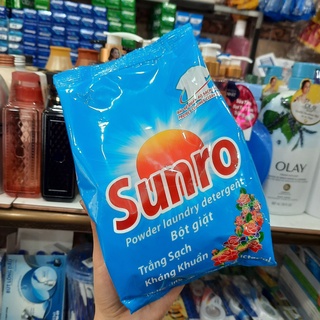 Sunro
Powder laundry detergent
Bột giặt
Trắng Sạch
Kháng Khuẩn
OLAY